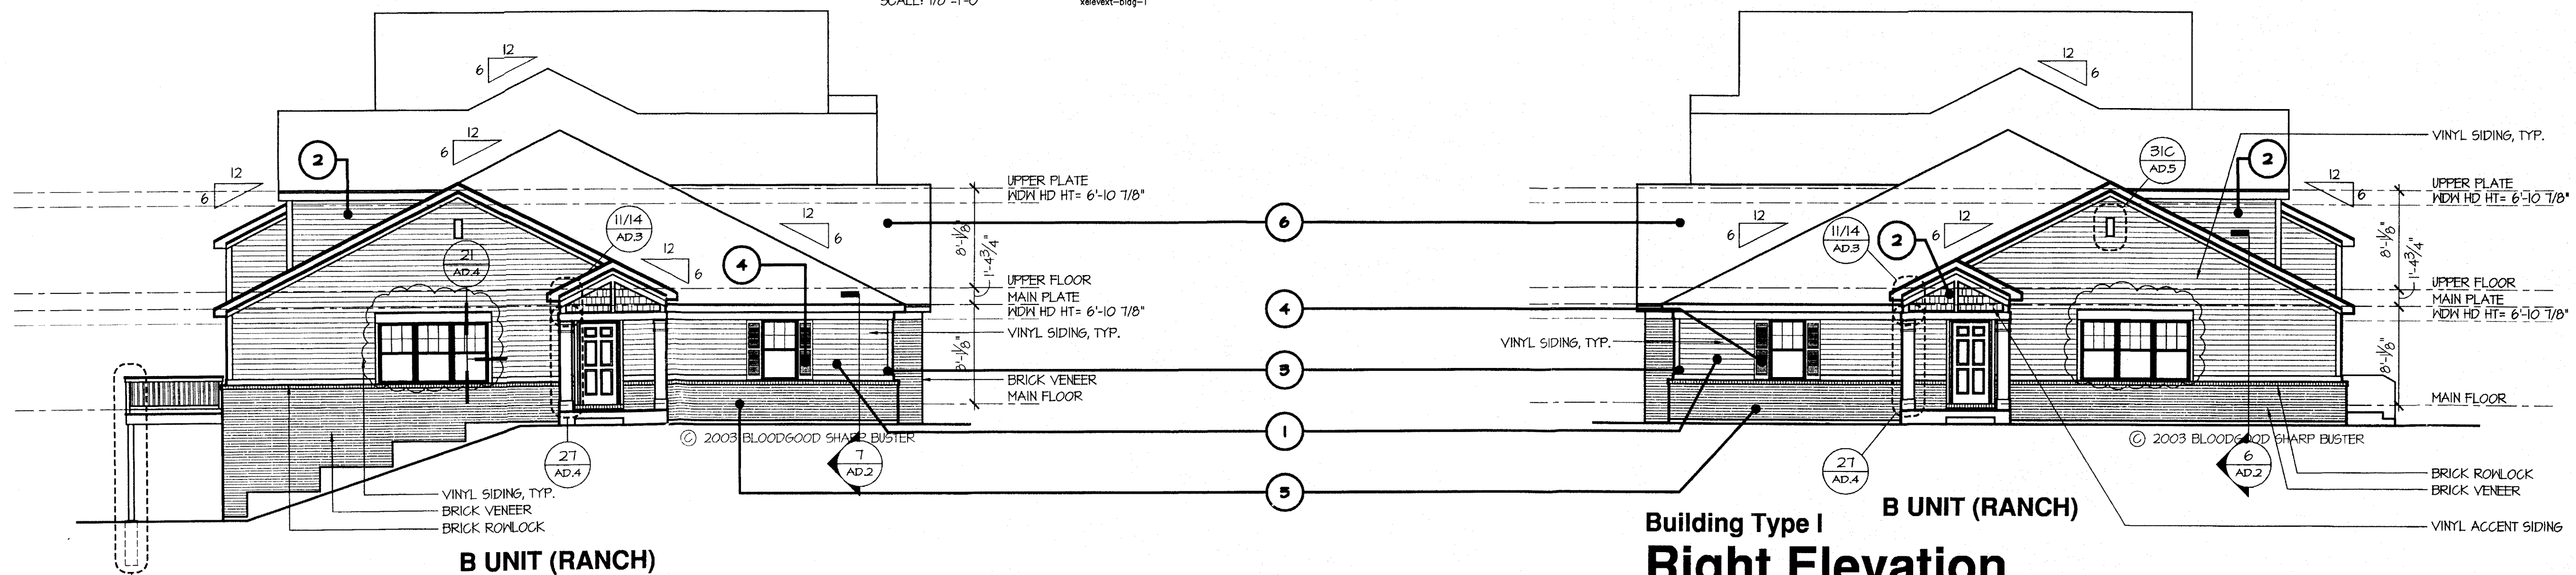 SCALE: 1/8"=1'-0"
xelevext-bldg-1
12
6
12
6
12
6
2
21
AD.4
11/14
AD.3
12
6
4
12
6
UPPER PLATE
WDW HD HT= 6'-10 7/8"
8'-1/8"
1'-4 3/4"
UPPER FLOOR
MAIN PLATE
WDW HD HT= 6'-10 7/8"
VINYL SIDING, TYP.
8'-1/8"
BRICK VENEER
MAIN FLOOR
© 2003 BLOODGOOD SHARP BUSTER
27
AD.4
7
AD.2
VINYL SIDING, TYP.
BRICK VENEER
BRICK ROWLOCK
B UNIT (RANCH)
6
4
3
1
5
12
6
VINYL SIDING, TYP.
31C
AD.5
2
12
6
12
6
11/14
AD.3
2
12
6
UPPER PLATE
WDW HD HT= 6'-10 7/8"
8'-1/8"
1'-4 3/4"
UPPER FLOOR
MAIN PLATE
WDW HD HT= 6'-10 7/8"
VINYL SIDING, TYP.
8'-1/8"
MAIN FLOOR
© 2003 BLOODGOOD SHARP BUSTER
27
AD.4
6
AD.2
BRICK ROWLOCK
BRICK VENEER
VINYL ACCENT SIDING
B UNIT (RANCH)
Building Type I
Right Elevation